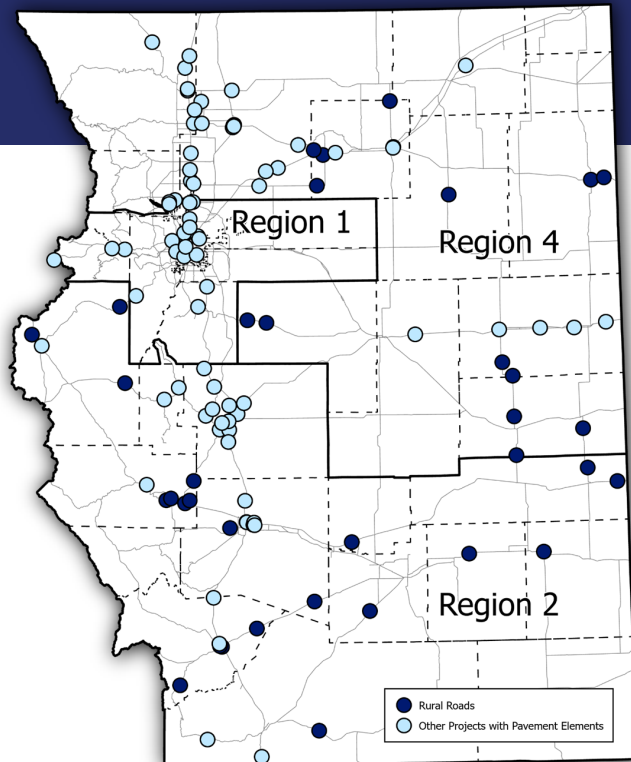 Region 1
Region 4
Region 2
Rural Roads
Other Projects with Pavement Elements